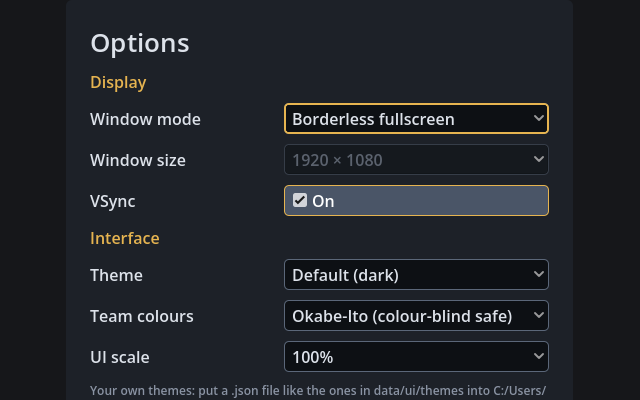 Options
Display
Window mode Borderless fullscreen
Window size 1920 × 1080
VSync On
Interface
Theme Default (dark)
Team colours Okabe-Ito (colour-blind safe)
UI scale 100%
Your own themes: put a .json file like the ones in data/ui/themes into C:/Users/